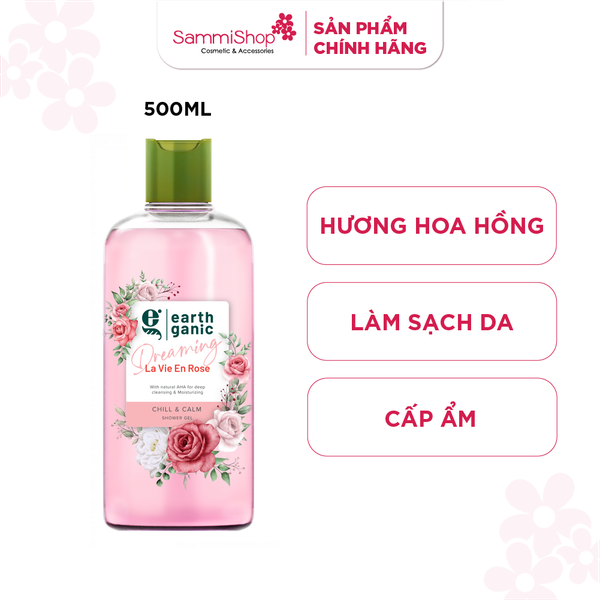 SammiShop
Cosmetic & Accessories
SẢN PHẨM
CHÍNH HÃNG
500ML
earth
ganic
Dreaming
La Vie En Rose
With natural AHA for deep
cleansing & Moisturizing
CHILL & CALM
SHOWER GEL
HƯƠNG HOA HỒNG
LÀM SẠCH DA
CẤP ẨM